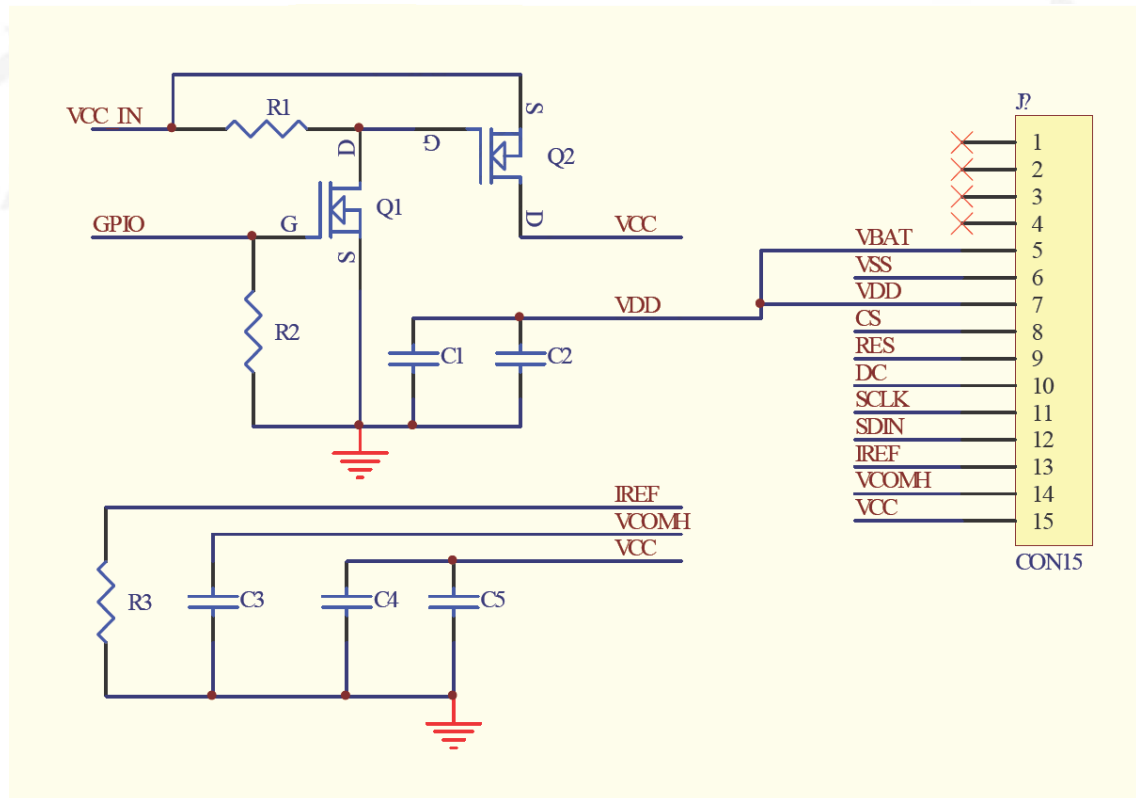 VCC IN
R1
D
G
S
Q2
D
VCC
GPIO
G
Q1
S
R2
VDD
C1
C2
J?
1
2
3
4
VBAT 5
VSS 6
VDD 7
CS 8
RES 9
DC 10
SCLK 11
SDIN 12
IREF 13
VCOMH 14
VCC 15
CON15
IREF
VCOMH
VCC
R3
C3
C4
C5